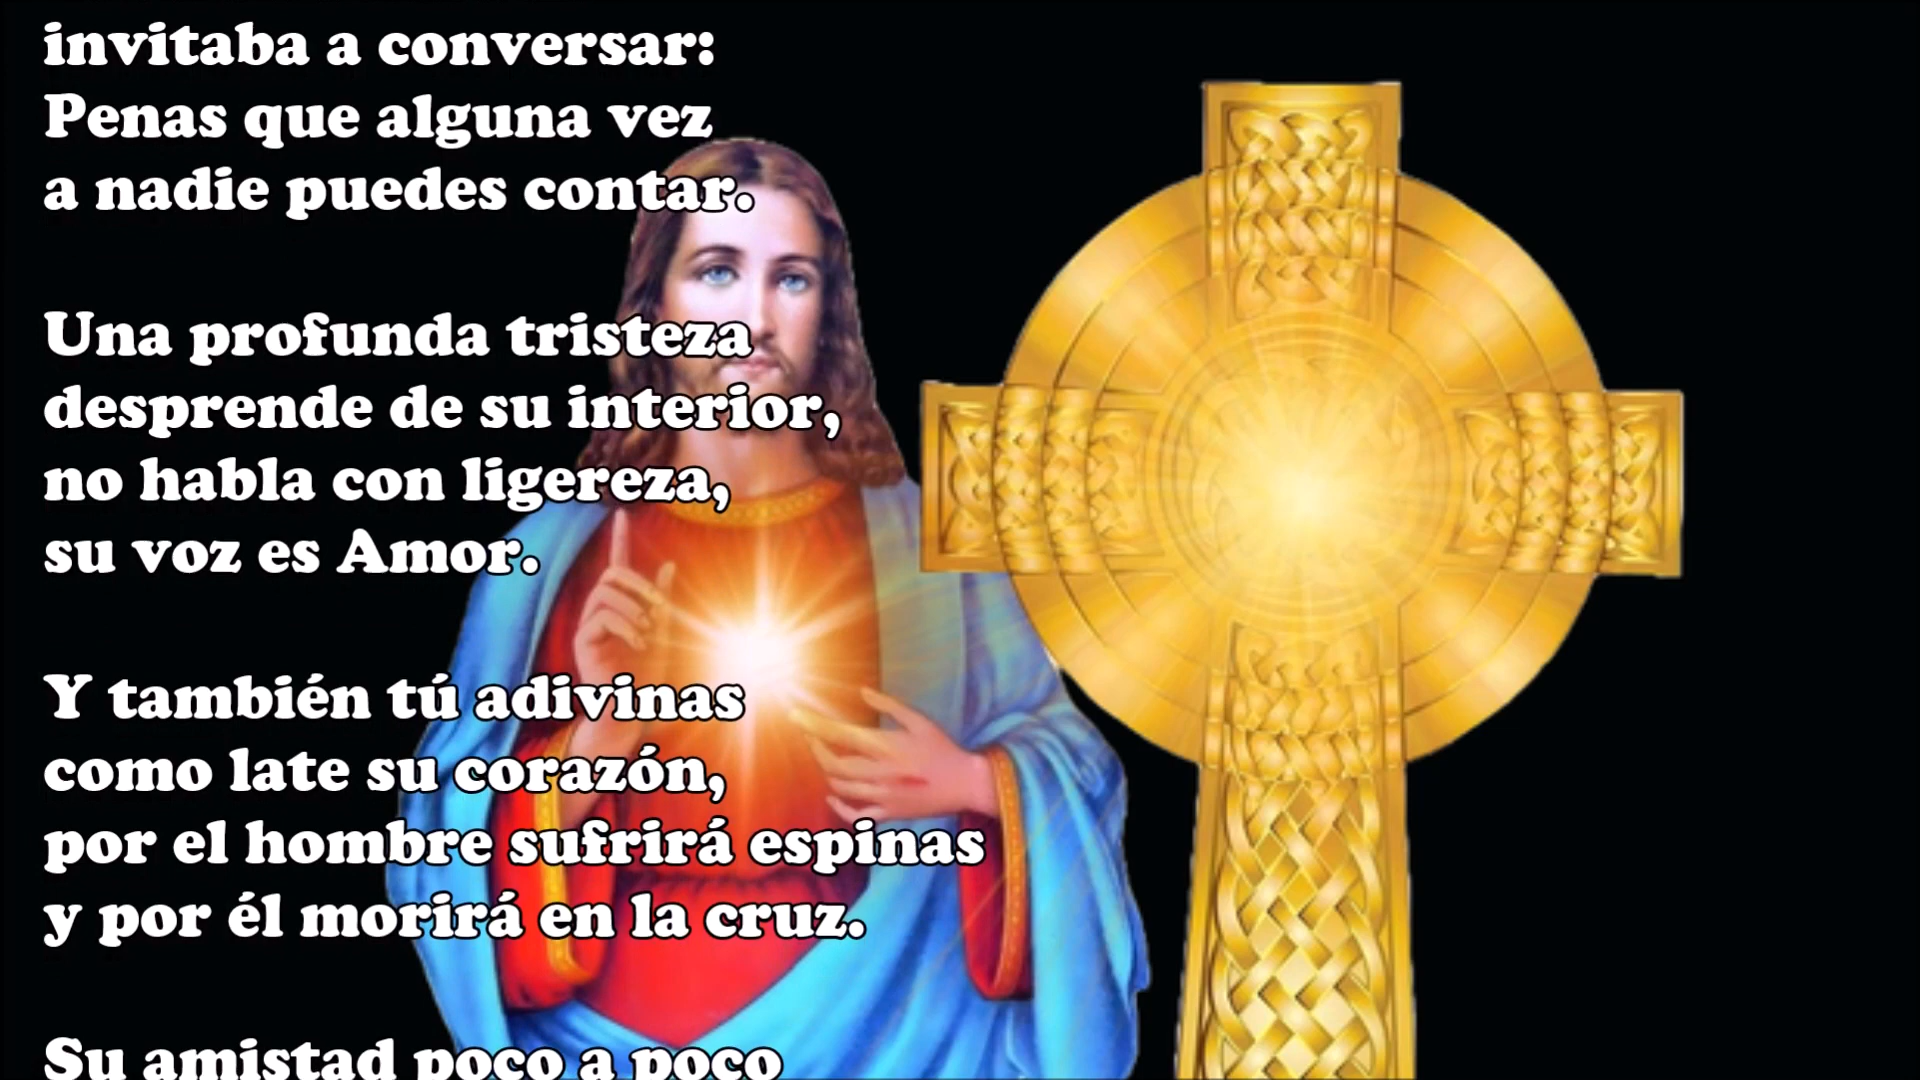 invitaba a conversar:
Penas que alguna vez
a nadie puedes contar.
Una profunda tristeza
desprende de su interior,
no habla con ligereza,
su voz es Amor.
Y también tú adivinas
como late su corazón,
por el hombre sufrirá espinas
y por él morirá en la cruz.
Su amistad poco a poco